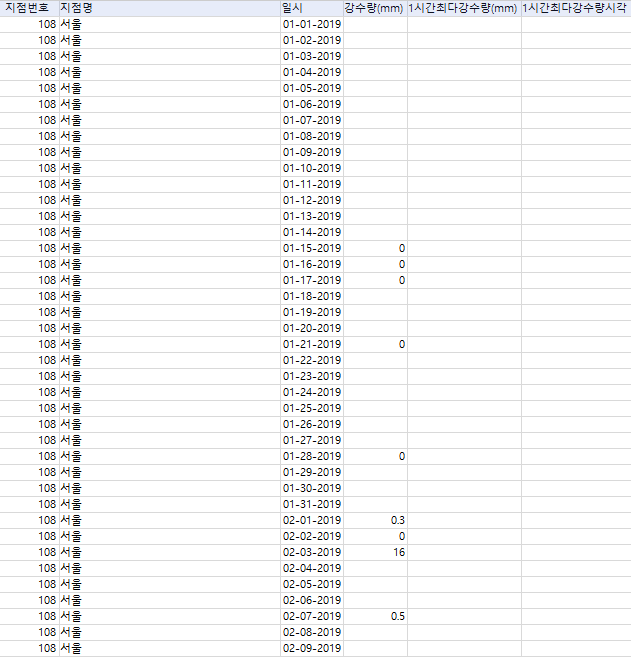 지점번호 지점명 일시 강수량(mm) 1시간최다강수량(mm) 1시간최다강수량시각
108 서울 01-01-2019
108 서울 01-02-2019
108 서울 01-03-2019
108 서울 01-04-2019
108 서울 01-05-2019
108 서울 01-06-2019
108 서울 01-07-2019
108 서울 01-08-2019
108 서울 01-09-2019
108 서울 01-10-2019
108 서울 01-11-2019
108 서울 01-12-2019
108 서울 01-13-2019
108 서울 01-14-2019
108 서울 01-15-2019 0
108 서울 01-16-2019 0
108 서울 01-17-2019 0
108 서울 01-18-2019
108 서울 01-19-2019
108 서울 01-20-2019
108 서울 01-21-2019 0
108 서울 01-22-2019
108 서울 01-23-2019
108 서울 01-24-2019
108 서울 01-25-2019
108 서울 01-26-2019
108 서울 01-27-2019
108 서울 01-28-2019 0
108 서울 01-29-2019
108 서울 01-30-2019
108 서울 01-31-2019
108 서울 02-01-2019 0.3
108 서울 02-02-2019 0
108 서울 02-03-2019 16
108 서울 02-04-2019
108 서울 02-05-2019
108 서울 02-06-2019
108 서울 02-07-2019 0.5
108 서울 02-08-2019
108 서울 02-09-2019